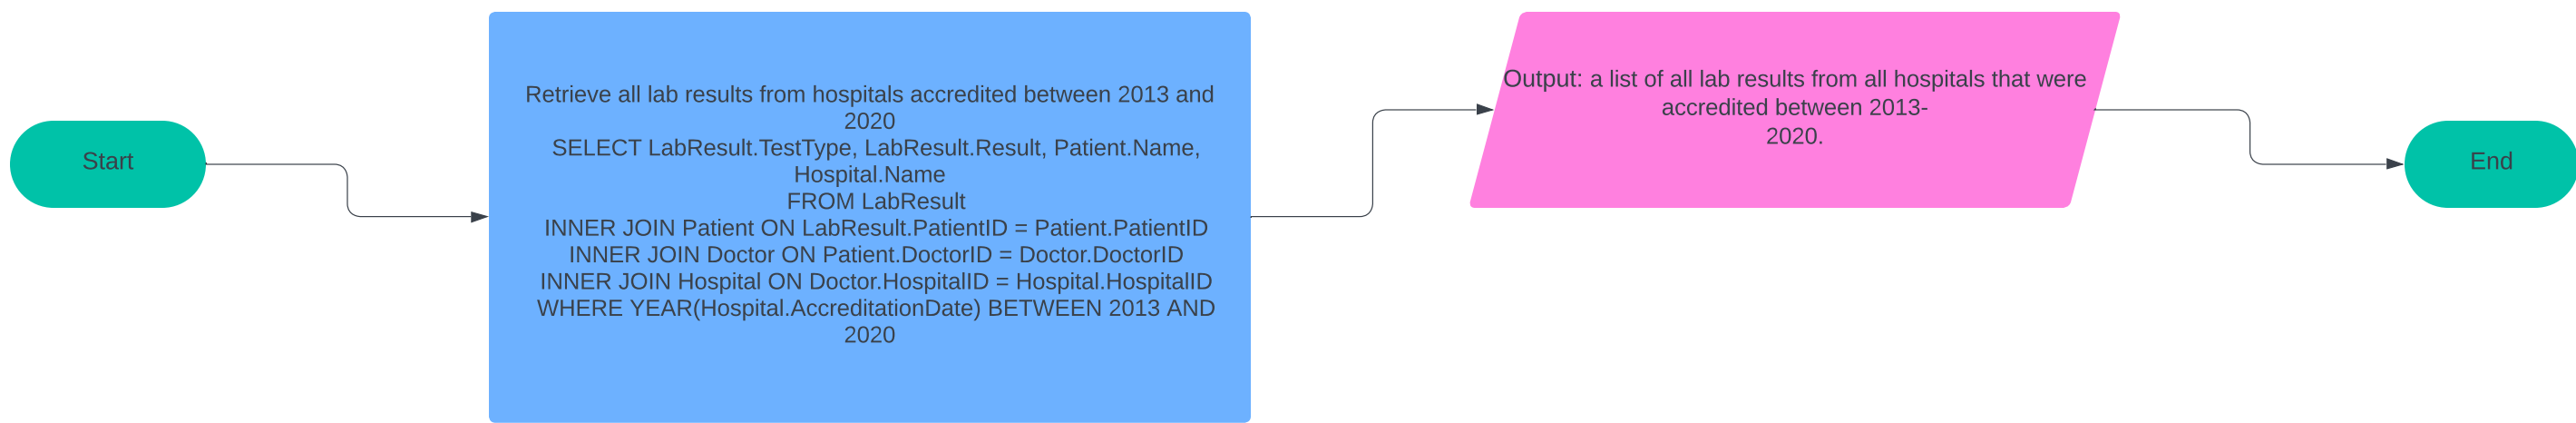 Start
Retrieve all lab results from hospitals accredited between 2013 and
2020
SELECT LabResult.TestType, LabResult.Result, Patient.Name,
Hospital.Name
FROM LabResult
INNER JOIN Patient ON LabResult.PatientID = Patient.PatientID
INNER JOIN Doctor ON Patient.DoctorID = Doctor.DoctorID
INNER JOIN Hospital ON Doctor.HospitalID = Hospital.HospitalID
WHERE YEAR(Hospital.AccreditationDate) BETWEEN 2013 AND
2020
Output: a list of all lab results from all hospitals that were
accredited between 2013-
2020.
End